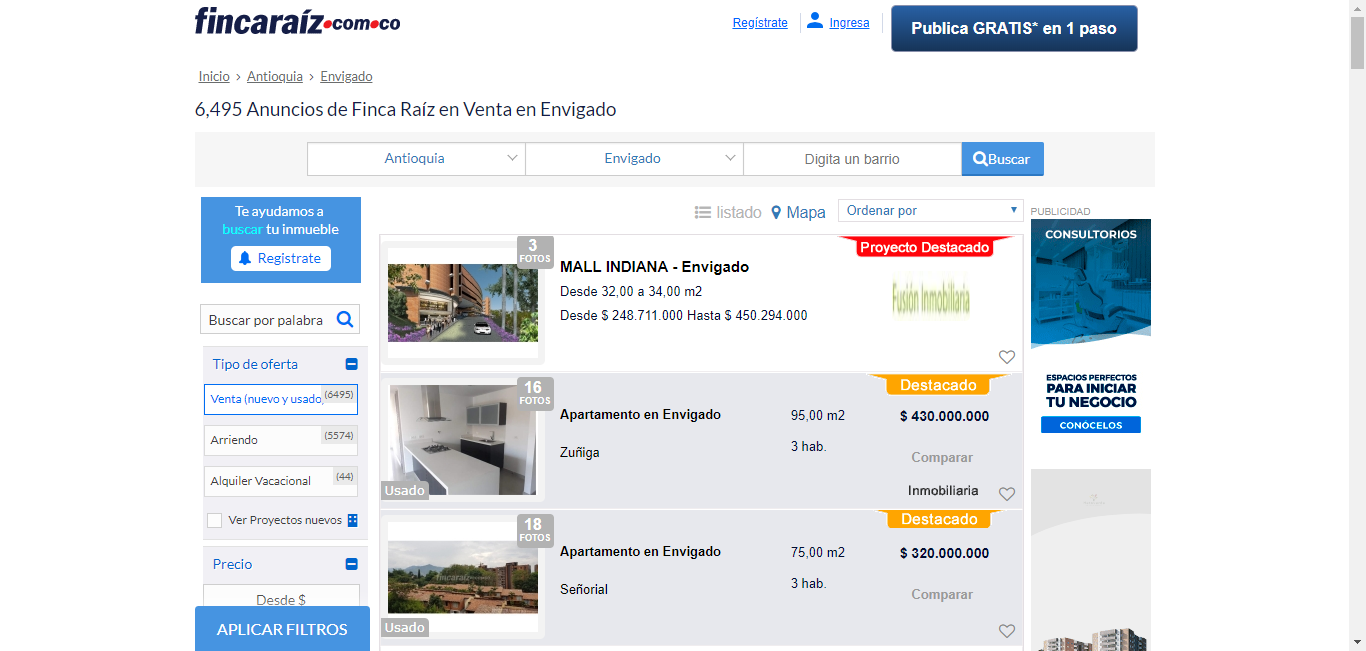 fincaraíz.com.co
Regístrate
Ingresa
Publica GRATIS* en 1 paso
Inicio › Antioquia › Envigado
6,495 Anuncios de Finca Raíz en Venta en Envigado
Antioquia
Envigado
Digita un barrio
Buscar
Te ayudamos a
buscar tu inmueble
Registrate
Buscar por palabra
Tipo de oferta
Venta (nuevo y usado) (6495)
Arriendo (5574)
Alquiler Vacacional (44)
Ver Proyectos nuevos
Precio
Desde $
APLICAR FILTROS
listado
Mapa
Ordenar por
3
FOTOS
MALL INDIANA - Envigado
Desde 32,00 a 34,00 m2
Desde $ 248.711.000 Hasta $ 450.294.000
Proyecto Destacado
Fusión Inmobiliaria
16
FOTOS
Usado
Apartamento en Envigado
Zuñiga
95,00 m2
3 hab.
Destacado
$ 430.000.000
Comparar
Inmobiliaria
18
FOTOS
fincaraíz.com.co
Usado
Apartamento en Envigado
Señorial
75,00 m2
3 hab.
Destacado
$ 320.000.000
Comparar
PUBLICIDAD
CONSULTORIOS
ESPACIOS PERFECTOS
PARA INICIAR
TU NEGOCIO
CONÓCELOS